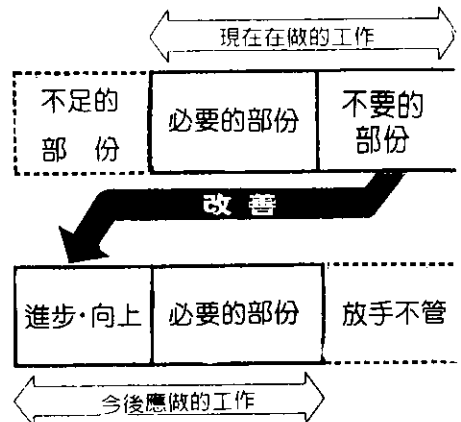 現在在做的工作
不足的
部 份
必要的部份
不要的
部份
改善
進步·向上
必要的部份
放手不管
今後應做的工作